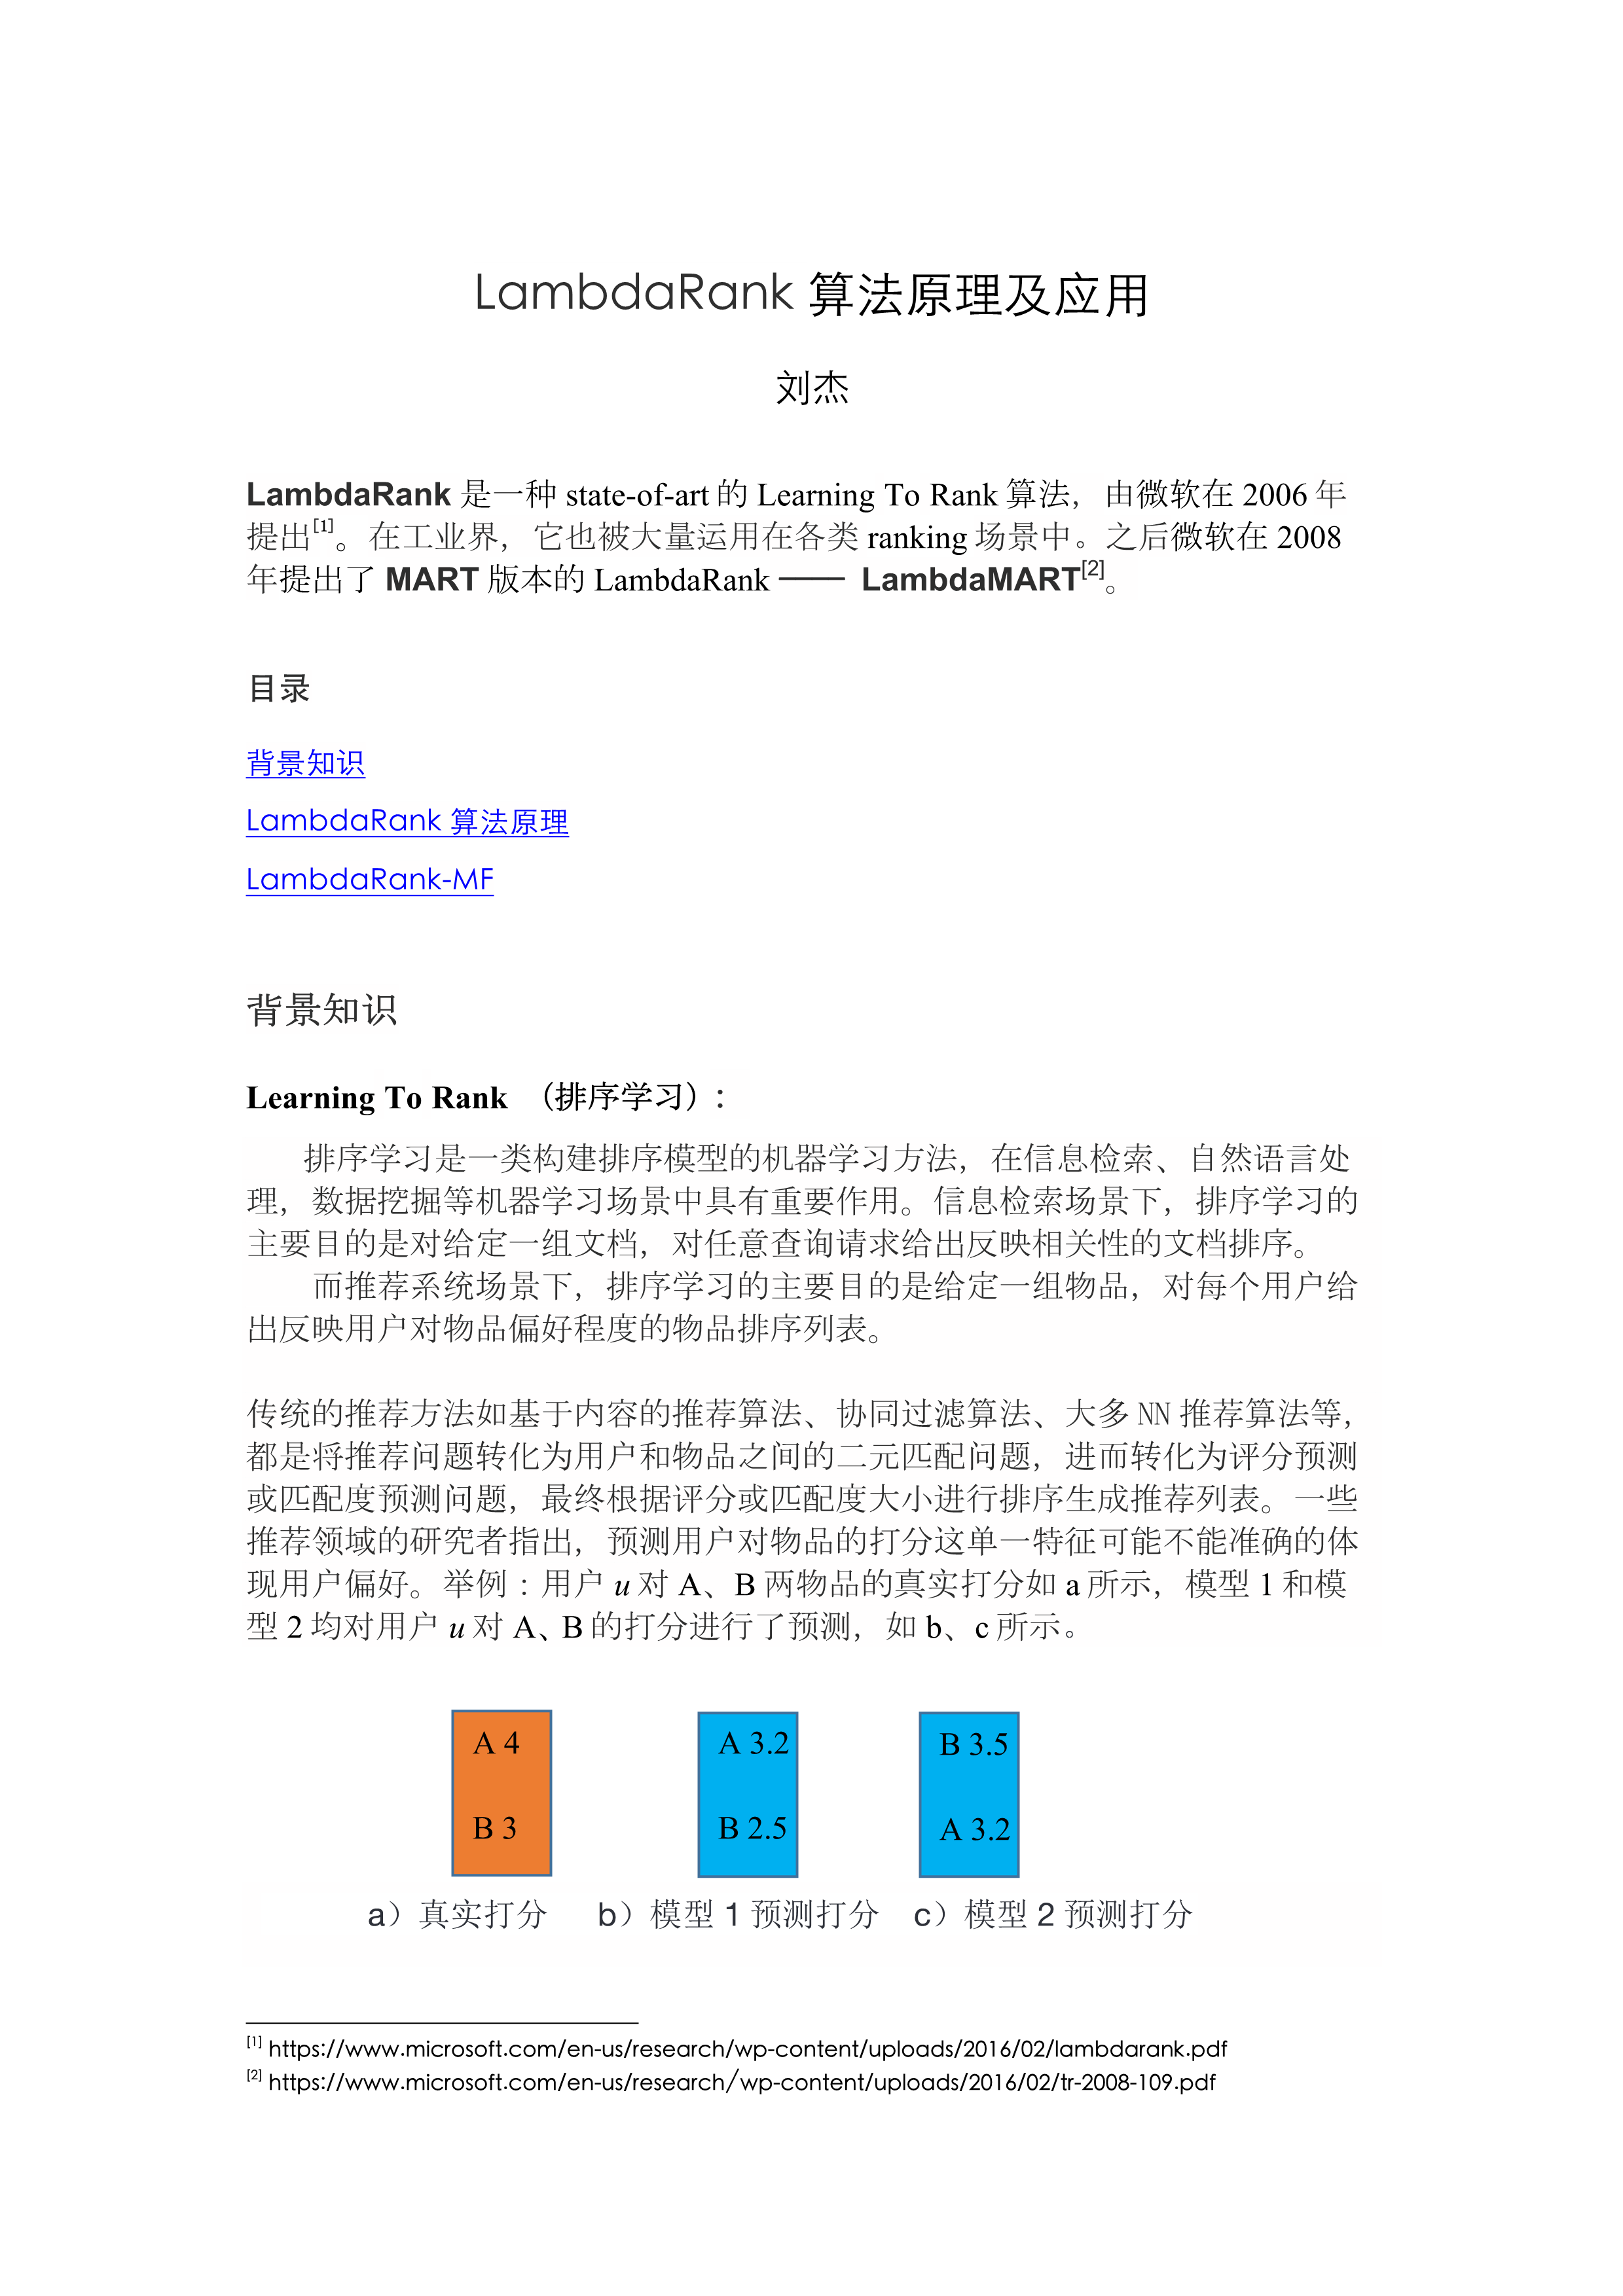 LambdaRank 算法原理及应用
刘杰
LambdaRank 是一种 state-of-art 的 Learning To Rank 算法，由微软在 2006 年
提出[1]。在工业界，它也被大量运用在各类 ranking 场景中。之后微软在 2008
年提出了 MART 版本的 LambdaRank —— LambdaMART[2]。
目录
背景知识
LambdaRank 算法原理
LambdaRank-MF
背景知识
Learning To Rank （排序学习）：
排序学习是一类构建排序模型的机器学习方法，在信息检索、自然语言处
理，数据挖掘等机器学习场景中具有重要作用。信息检索场景下，排序学习的
主要目的是对给定一组文档，对任意查询请求给出反映相关性的文档排序。
而推荐系统场景下，排序学习的主要目的是给定一组物品，对每个用户给
出反映用户对物品偏好程度的物品排序列表。
传统的推荐方法如基于内容的推荐算法、协同过滤算法、大多 NN 推荐算法等，
都是将推荐问题转化为用户和物品之间的二元匹配问题，进而转化为评分预测
或匹配度预测问题，最终根据评分或匹配度大小进行排序生成推荐列表。一些
推荐领域的研究者指出，预测用户对物品的打分这单一特征可能不能准确的体
现用户偏好。举例：用户 u 对 A、B 两物品的真实打分如 a 所示，模型 1 和模
型 2 均对用户 u 对 A、B 的打分进行了预测，如 b、c 所示。
A 4 A 3.2 B 3.5
B 3 B 2.5 A 3.2
a）真实打分 b）模型 1 预测打分 c）模型 2 预测打分
[1] https://www.microsoft.com/en-us/research/wp-content/uploads/2016/02/lambdarank.pdf
[2] https://www.microsoft.com/en-us/research/wp-content/uploads/2016/02/tr-2008-109.pdf